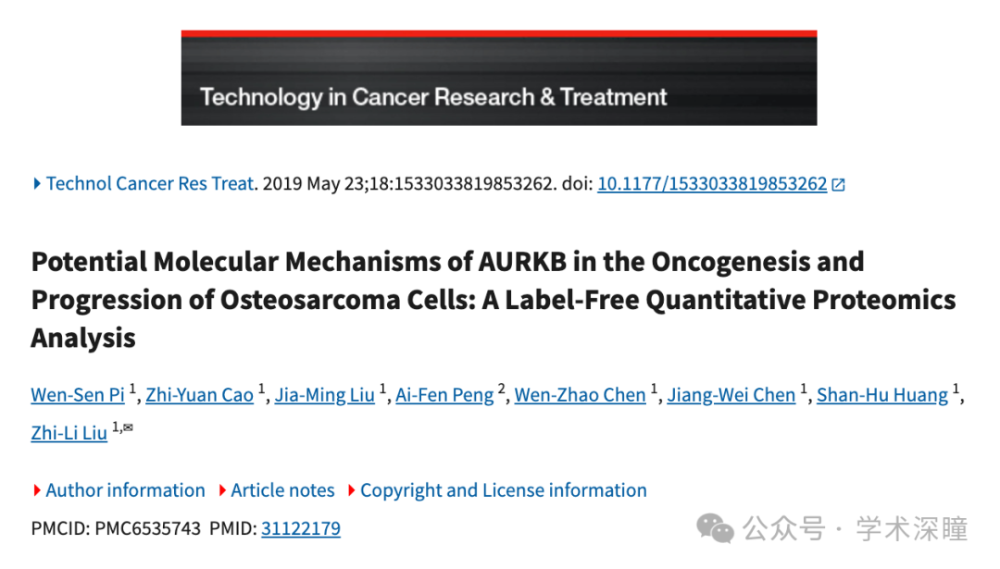 Technology in Cancer Research & Treatment
Technol Cancer Res Treat. 2019 May 23;18:1533033819853262. doi: 10.1177/1533033819853262
Potential Molecular Mechanisms of AURKB in the Oncogenesis and
Progression of Osteosarcoma Cells: A Label-Free Quantitative Proteomics
Analysis
Wen-Sen Pi 1, Zhi-Yuan Cao 1, Jia-Ming Liu 1, Ai-Fen Peng 2, Wen-Zhao Chen 1, Jiang-Wei Chen 1, Shan-Hu Huang 1,
Zhi-Li Liu 1,✉
Author information Article notes Copyright and License information
PMCID: PMC6535743 PMID: 31122179
公众号 · 学术深瞳